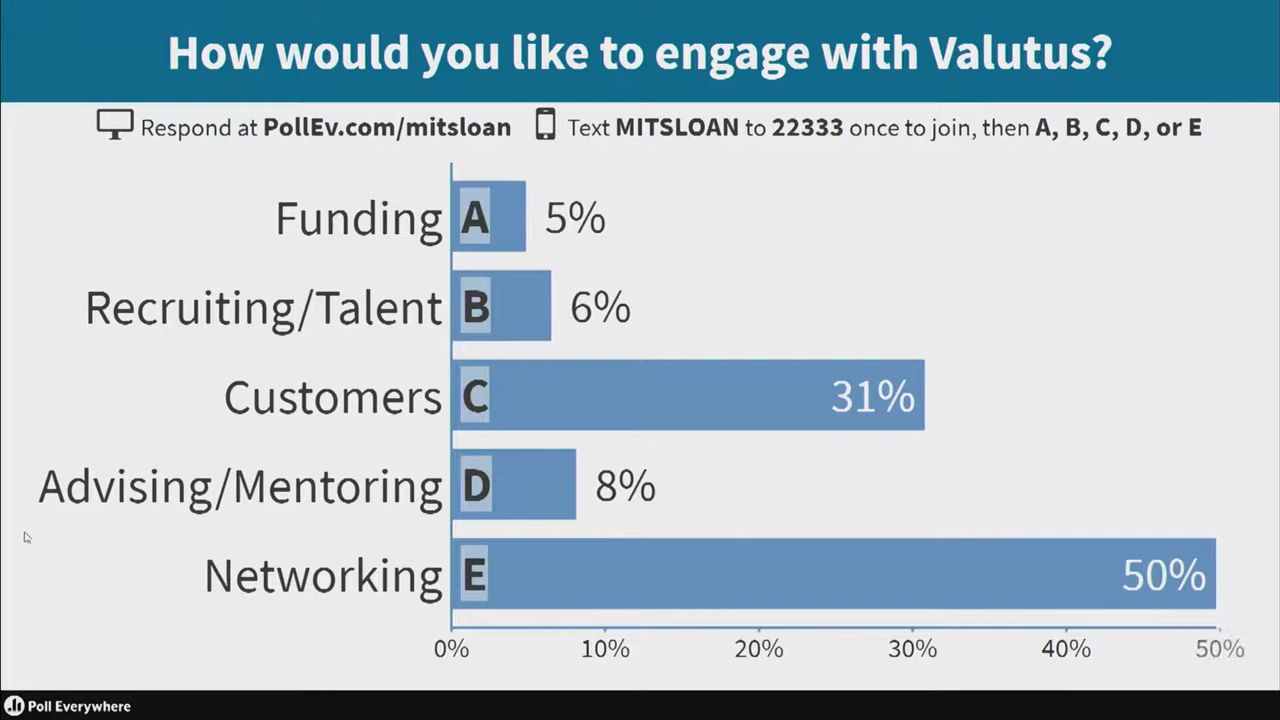 How would you like to engage with Valutus?
Respond at PollEv.com/mitsloan Text MITSLOAN to 22333 once to join, then A, B, C, D, or E
Funding A 5%
Recruiting/Talent B 6%
Customers C 31%
Advising/Mentoring D 8%
Networking E 50%
0% 10% 20% 30% 40% 50%
Poll Everywhere